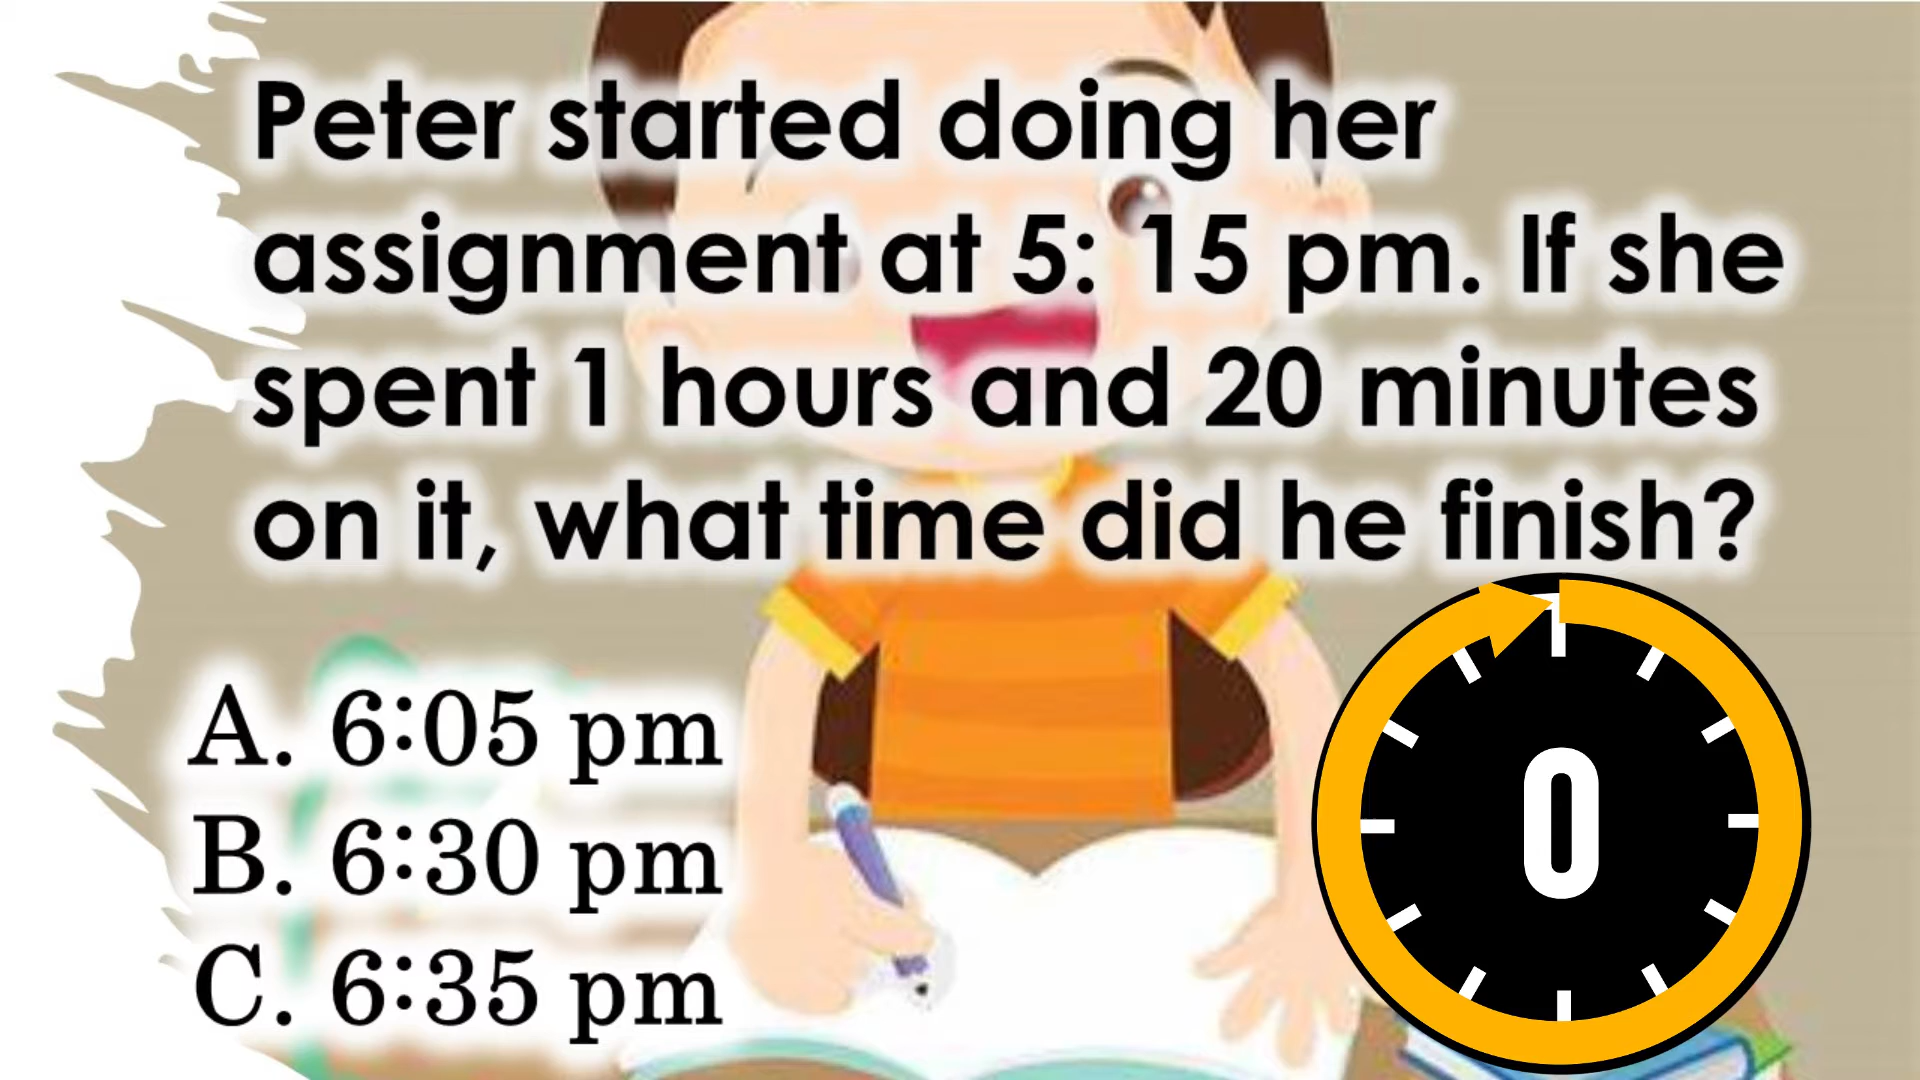 Peter started doing her
assignment at 5: 15 pm. If she
spent 1 hours and 20 minutes
on it, what time did he finish?
A. 6:05 pm
B. 6:30 pm
C. 6:35 pm
0